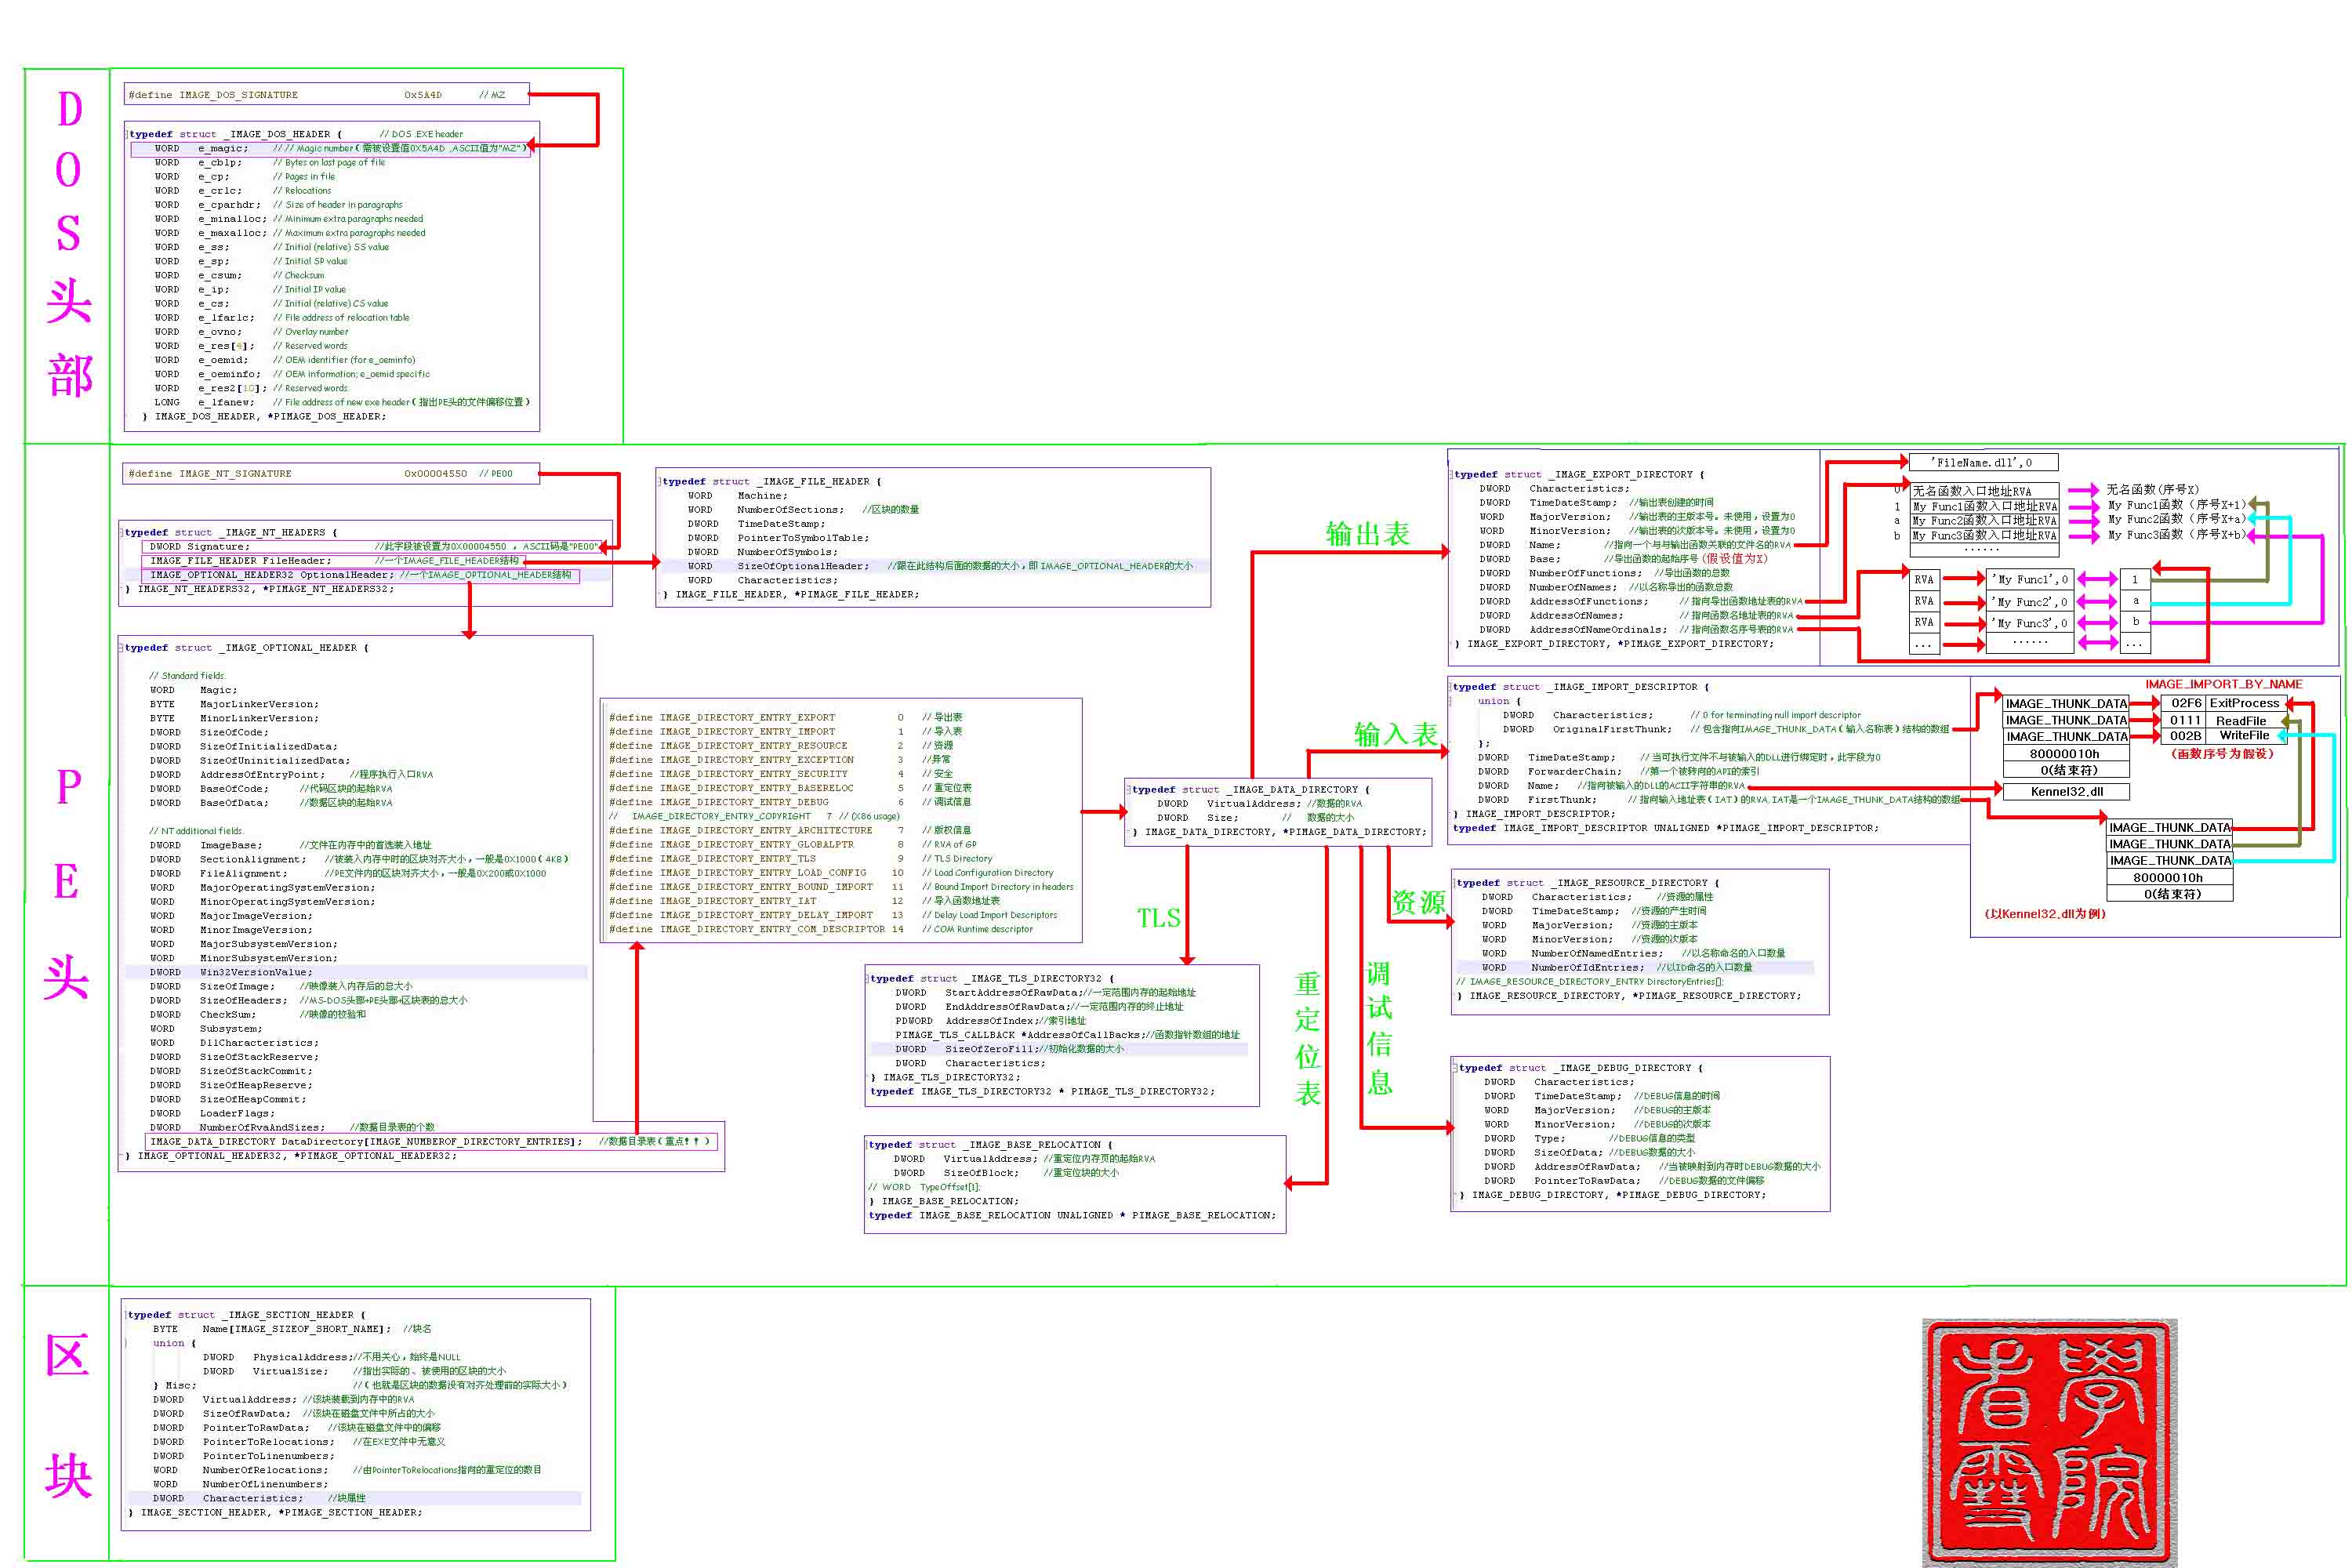 DOS头部
#define IMAGE_DOS_SIGNATURE 0x5A4D // MZ
typedef struct _IMAGE_DOS_HEADER { // DOS .EXE header
WORD e_magic; // // Magic number（需被设置值0X5A4D ,ASCII值为"MZ"）
WORD e_cblp; // Bytes on last page of file
WORD e_cp; // Pages in file
WORD e_crlc; // Relocations
WORD e_cparhdr; // Size of header in paragraphs
WORD e_minalloc; // Minimum extra paragraphs needed
WORD e_maxalloc; // Maximum extra paragraphs needed
WORD e_ss; // Initial (relative) SS value
WORD e_sp; // Initial SP value
WORD e_csum; // Checksum
WORD e_ip; // Initial IP value
WORD e_cs; // Initial (relative) CS value
WORD e_lfarlc; // File address of relocation table
WORD e_ovno; // Overlay number
WORD e_res[4]; // Reserved words
WORD e_oemid; // OEM identifier (for e_oeminfo)
WORD e_oeminfo; // OEM information; e_oemid specific
WORD e_res2[10]; // Reserved words
LONG e_lfanew; // File address of new exe header（指出PE头的文件偏移位置）
} IMAGE_DOS_HEADER, *PIMAGE_DOS_HEADER;
PE头
#define IMAGE_NT_SIGNATURE 0x00004550 // PE00
typedef struct _IMAGE_NT_HEADERS {
DWORD Signature; //此字段被设置为0X00004550 ，ASCII码是"PE00"
IMAGE_FILE_HEADER FileHeader; //一个IMAGE_FILE_HEADER结构
IMAGE_OPTIONAL_HEADER32 OptionalHeader; //一个IMAGE_OPTIONAL_HEADER结构
} IMAGE_NT_HEADERS32, *PIMAGE_NT_HEADERS32;
typedef struct _IMAGE_FILE_HEADER {
WORD Machine;
WORD NumberOfSections; //区块的数量
DWORD TimeDateStamp;
DWORD PointerToSymbolTable;
DWORD NumberOfSymbols;
WORD SizeOfOptionalHeader; //跟在此结构后面的数据的大小，即 IMAGE_OPTIONAL_HEADER的大小
WORD Characteristics;
} IMAGE_FILE_HEADER, *PIMAGE_FILE_HEADER;
typedef struct _IMAGE_OPTIONAL_HEADER {
// Standard fields.
WORD Magic;
BYTE MajorLinkerVersion;
BYTE MinorLinkerVersion;
DWORD SizeOfCode;
DWORD SizeOfInitializedData;
DWORD SizeOfUninitializedData;
DWORD AddressOfEntryPoint; //程序执行入口RVA
DWORD BaseOfCode; //代码区块的起始RVA
DWORD BaseOfData; //数据区块的起始RVA
// NT additional fields.
DWORD ImageBase; //文件在内存中的首选装入地址
DWORD SectionAlignment; //被装入内存中时的区块对齐大小，一般是0X1000（4KB）
DWORD FileAlignment; //PE文件内的区块对齐大小，一般是0X200或0X1000
WORD MajorOperatingSystemVersion;
WORD MinorOperatingSystemVersion;
WORD MajorImageVersion;
WORD MinorImageVersion;
WORD MajorSubsystemVersion;
WORD MinorSubsystemVersion;
DWORD Win32VersionValue;
DWORD SizeOfImage; //映像装入内存后的总大小
DWORD SizeOfHeaders; //MS-DOS头部+PE头部+区块表的总大小
DWORD CheckSum; //映像的校验和
WORD Subsystem;
WORD DllCharacteristics;
DWORD SizeOfStackReserve;
DWORD SizeOfStackCommit;
DWORD SizeOfHeapReserve;
DWORD SizeOfHeapCommit;
DWORD LoaderFlags;
DWORD NumberOfRvaAndSizes; //数据目录表的个数
IMAGE_DATA_DIRECTORY DataDirectory[IMAGE_NUMBEROF_DIRECTORY_ENTRIES]; //数据目录表（重点！！）
} IMAGE_OPTIONAL_HEADER32, *PIMAGE_OPTIONAL_HEADER32;
#define IMAGE_DIRECTORY_ENTRY_EXPORT 0 // 导出表
#define IMAGE_DIRECTORY_ENTRY_IMPORT 1 // 导入表
#define IMAGE_DIRECTORY_ENTRY_RESOURCE 2 // 资源
#define IMAGE_DIRECTORY_ENTRY_EXCEPTION 3 //异常
#define IMAGE_DIRECTORY_ENTRY_SECURITY 4 // 安全
#define IMAGE_DIRECTORY_ENTRY_BASERELOC 5 // 重定位表
#define IMAGE_DIRECTORY_ENTRY_DEBUG 6 // 调试信息
// IMAGE_DIRECTORY_ENTRY_COPYRIGHT 7 // (X86 usage)
#define IMAGE_DIRECTORY_ENTRY_ARCHITECTURE 7 // 版权信息
#define IMAGE_DIRECTORY_ENTRY_GLOBALPTR 8 // RVA of GP
#define IMAGE_DIRECTORY_ENTRY_TLS 9 // TLS Directory
#define IMAGE_DIRECTORY_ENTRY_LOAD_CONFIG 10 // Load Configuration Directory
#define IMAGE_DIRECTORY_ENTRY_BOUND_IMPORT 11 // Bound Import Directory in headers
#define IMAGE_DIRECTORY_ENTRY_IAT 12 // 导入函数地址表
#define IMAGE_DIRECTORY_ENTRY_DELAY_IMPORT 13 // Delay Load Import Descriptors
#define IMAGE_DIRECTORY_ENTRY_COM_DESCRIPTOR 14 // COM Runtime descriptor
typedef struct _IMAGE_DATA_DIRECTORY {
DWORD VirtualAddress; //数据的RVA
DWORD Size; // 数据的大小
} IMAGE_DATA_DIRECTORY, *PIMAGE_DATA_DIRECTORY;
输出表
typedef struct _IMAGE_EXPORT_DIRECTORY {
DWORD Characteristics;
DWORD TimeDateStamp; //输出表创建的时间
WORD MajorVersion; //输出表的主版本号。未使用，设置为0
WORD MinorVersion; //输出表的次版本号。未使用，设置为0
DWORD Name; //指向一个与与输出函数关联的文件名的RVA
DWORD Base; //导出函数的起始序号(假设值为X)
DWORD NumberOfFunctions; //导出函数的总数
DWORD NumberOfNames; //以名称导出的函数总数
DWORD AddressOfFunctions; // 指向导出函数地址表的RVA
DWORD AddressOfNames; // 指向函数名地址表的RVA
DWORD AddressOfNameOrdinals; // 指向函数名序号表的RVA
} IMAGE_EXPORT_DIRECTORY, *PIMAGE_EXPORT_DIRECTORY;
'FileName.dll',0
0 无名函数入口地址RVA 无名函数(序号X)
1 My Func1函数入口地址RVA My Func1函数（序号X+1)
a My Func2函数入口地址RVA My Func2函数（序号X+a)
b My Func3函数入口地址RVA My Func3函数（序号X+b)
······
RVA 'My Func1',0 1
RVA 'My Func2',0 a
RVA 'My Func3',0 b
... ······ ...
输入表
typedef struct _IMAGE_IMPORT_DESCRIPTOR {
union {
DWORD Characteristics; // 0 for terminating null import descriptor
DWORD OriginalFirstThunk; // 包含指向IMAGE_THUNK_DATA（输入名称表）结构的数组
};
DWORD TimeDateStamp; // 当可执行文件不与被输入的DLL进行绑定时，此字段为0
DWORD ForwarderChain; //第一个被转向的API的索引
DWORD Name; //指向被输入的DLL的ACII字符串的RVA
DWORD FirstThunk; // 指向输入地址表（IAT）的RVA, IAT是一个IMAGE_THUNK_DATA结构的数组
} IMAGE_IMPORT_DESCRIPTOR;
typedef IMAGE_IMPORT_DESCRIPTOR UNALIGNED *PIMAGE_IMPORT_DESCRIPTOR;
IMAGE_IMPORT_BY_NAME
IMAGE_THUNK_DATA 02F6 ExitProcess
IMAGE_THUNK_DATA 0111 ReadFile
IMAGE_THUNK_DATA 002B WriteFile
80000010h (函数序号为假设)
0(结束符)
Kennel32.dll
IMAGE_THUNK_DATA
IMAGE_THUNK_DATA
IMAGE_THUNK_DATA
80000010h
0(结束符)
(以Kennel32.dll为例)
TLS
typedef struct _IMAGE_TLS_DIRECTORY32 {
DWORD StartAddressOfRawData;//一定范围内存的起始地址
DWORD EndAddressOfRawData;//一定范围内存的终止地址
PDWORD AddressOfIndex;//索引地址
PIMAGE_TLS_CALLBACK *AddressOfCallBacks;//函数指针数组的地址
DWORD SizeOfZeroFill;//初始化数据的大小
DWORD Characteristics;
} IMAGE_TLS_DIRECTORY32;
typedef IMAGE_TLS_DIRECTORY32 * PIMAGE_TLS_DIRECTORY32;
重定位表
typedef struct _IMAGE_BASE_RELOCATION {
DWORD VirtualAddress; //重定位内存页的起始RVA
DWORD SizeOfBlock; //重定位块的大小
// WORD TypeOffset[1];
} IMAGE_BASE_RELOCATION;
typedef IMAGE_BASE_RELOCATION UNALIGNED * PIMAGE_BASE_RELOCATION;
资源
typedef struct _IMAGE_RESOURCE_DIRECTORY {
DWORD Characteristics; //资源的属性
DWORD TimeDateStamp; //资源的产生时间
WORD MajorVersion; //资源的主版本
WORD MinorVersion; //资源的次版本
WORD NumberOfNamedEntries; //以名称命名的入口数量
WORD NumberOfIdEntries; //以ID命名的入口数量
// IMAGE_RESOURCE_DIRECTORY_ENTRY DirectoryEntries[];
} IMAGE_RESOURCE_DIRECTORY, *PIMAGE_RESOURCE_DIRECTORY;
调试信息
typedef struct _IMAGE_DEBUG_DIRECTORY {
DWORD Characteristics;
DWORD TimeDateStamp; //DEBUG信息的时间
WORD MajorVersion; //DEBUG的主版本
WORD MinorVersion; //DEBUG的次版本
DWORD Type; //DEBUG信息的类型
DWORD SizeOfData; //DEBUG数据的大小
DWORD AddressOfRawData; //当被映射到内存时DEBUG数据的大小
DWORD PointerToRawData; //DEBUG数据的文件偏移
} IMAGE_DEBUG_DIRECTORY, *PIMAGE_DEBUG_DIRECTORY;
区块
typedef struct _IMAGE_SECTION_HEADER {
BYTE Name[IMAGE_SIZEOF_SHORT_NAME]; //块名
union {
DWORD PhysicalAddress;//不用关心，始终是NULL
DWORD VirtualSize; //指出实际的、被使用的区块的大小
} Misc; //（也就是区块的数据没有对齐处理前的实际大小）
DWORD VirtualAddress; //该块装载到内存中的RVA
DWORD SizeOfRawData; //该块在磁盘文件中所占的大小
DWORD PointerToRawData; //该块在磁盘文件中的偏移
DWORD PointerToRelocations; //在EXE文件中无意义
DWORD PointerToLinenumbers;
WORD NumberOfRelocations; //由PointerToRelocations指向的重定位的数目
WORD NumberOfLinenumbers;
DWORD Characteristics; //块属性
} IMAGE_SECTION_HEADER, *PIMAGE_SECTION_HEADER;
學院